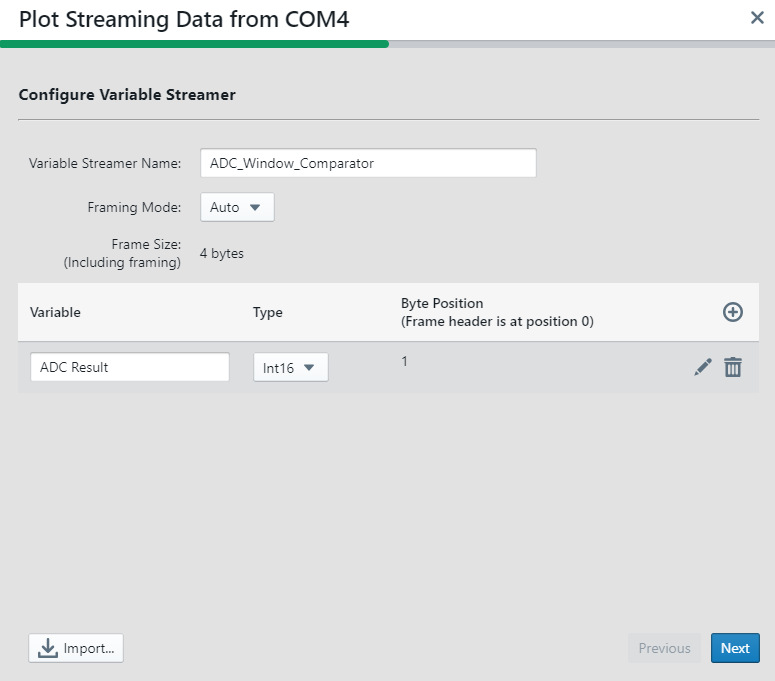 Plot Streaming Data from COM4
Configure Variable Streamer
Variable Streamer Name: ADC_Window_Comparator
Framing Mode: Auto
Frame Size:
(Including framing) 4 bytes
Variable Type Byte Position
(Frame header is at position 0)
ADC Result Int16 1
Import... Previous Next